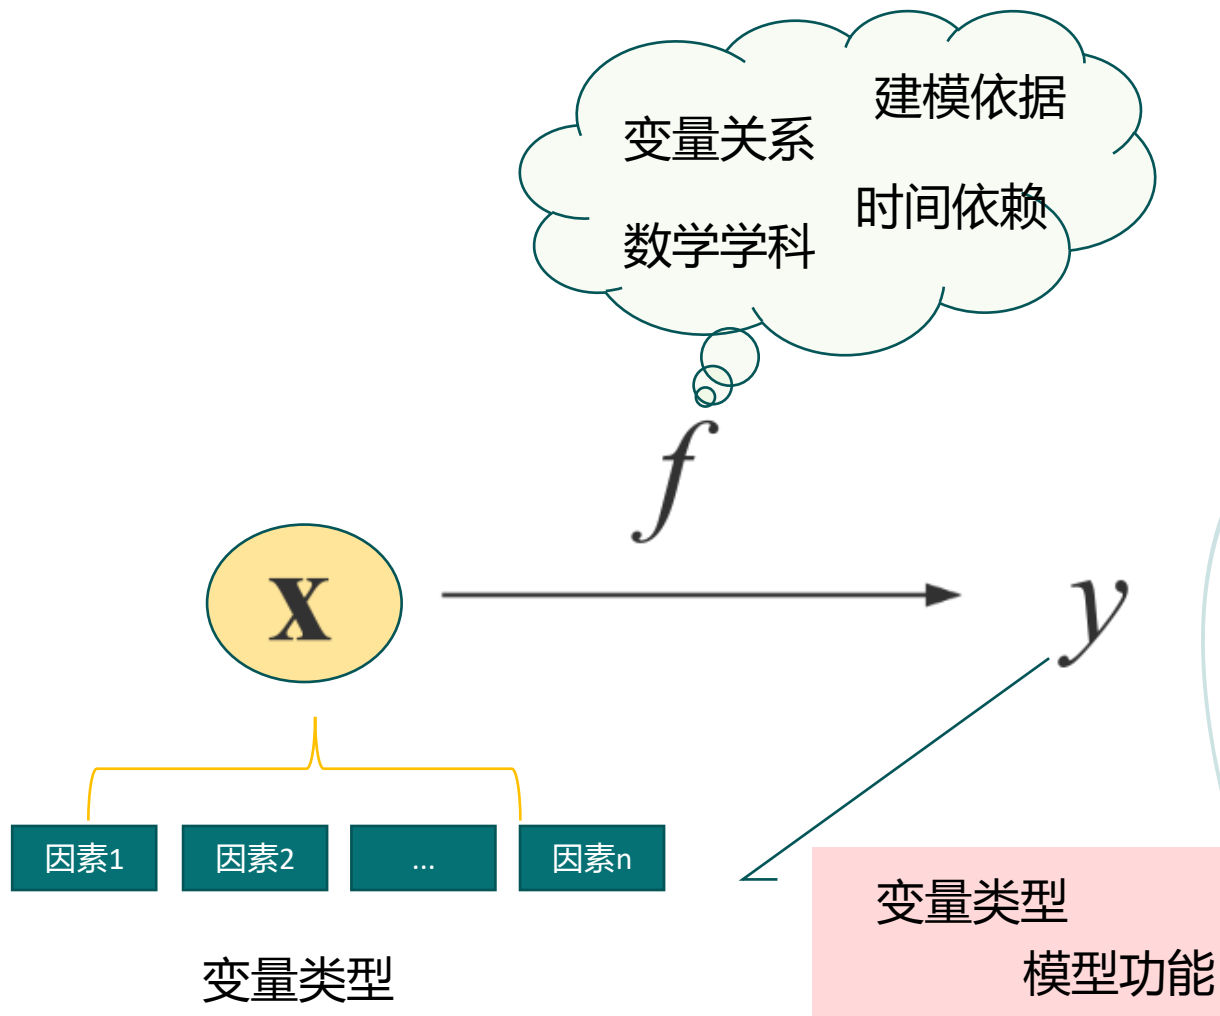 建模依据
变量关系
时间依赖
数学学科
f
x
y
因素1 因素2 ... 因素n
变量类型
变量类型
模型功能